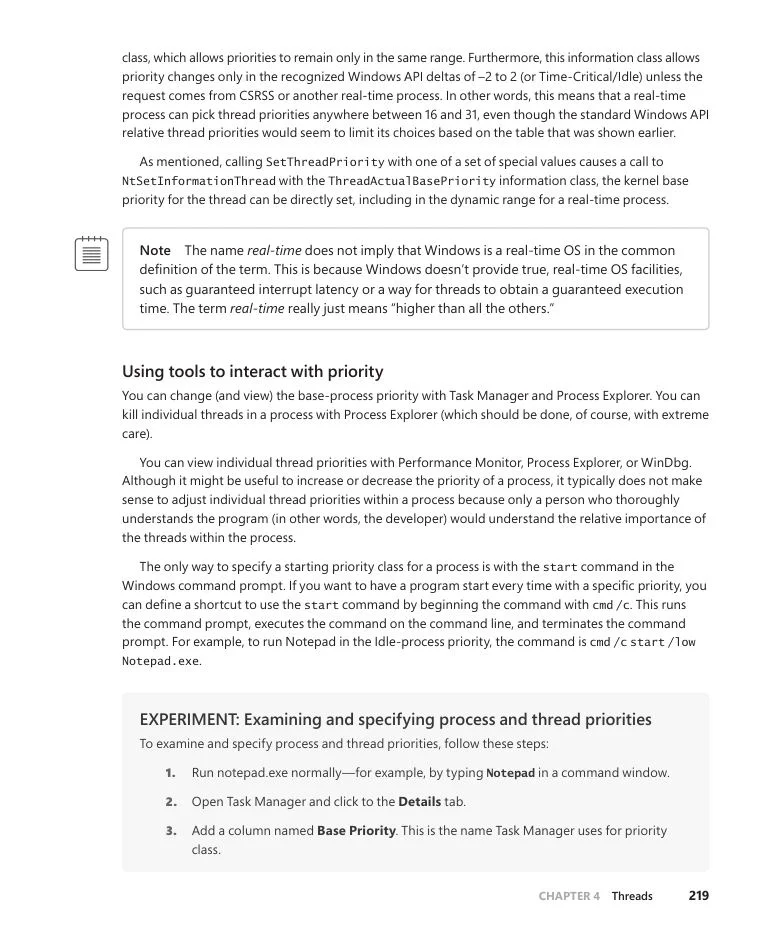 class, which allows priorities to remain only in the same range. Furthermore, this information class allows
priority changes only in the recognized Windows API deltas of –2 to 2 (or Time-Critical/Idle) unless the
request comes from CSRSS or another real-time process. In other words, this means that a real-time
process can pick thread priorities anywhere between 16 and 31, even though the standard Windows API
relative thread priorities would seem to limit its choices based on the table that was shown earlier.
As mentioned, calling SetThreadPriority with one of a set of special values causes a call to
NtSetInformationThread with the ThreadActualBasePriority information class, the kernel base
priority for the thread can be directly set, including in the dynamic range for a real-time process.
Note The name real-time does not imply that Windows is a real-time OS in the common
definition of the term. This is because Windows doesn’t provide true, real-time OS facilities,
such as guaranteed interrupt latency or a way for threads to obtain a guaranteed execution
time. The term real-time really just means “higher than all the others.”
Using tools to interact with priority
You can change (and view) the base-process priority with Task Manager and Process Explorer. You can
kill individual threads in a process with Process Explorer (which should be done, of course, with extreme
care).
You can view individual thread priorities with Performance Monitor, Process Explorer, or WinDbg.
Although it might be useful to increase or decrease the priority of a process, it typically does not make
sense to adjust individual thread priorities within a process because only a person who thoroughly
understands the program (in other words, the developer) would understand the relative importance of
the threads within the process.
The only way to specify a starting priority class for a process is with the start command in the
Windows command prompt. If you want to have a program start every time with a specific priority, you
can define a shortcut to use the start command by beginning the command with cmd /c. This runs
the command prompt, executes the command on the command line, and terminates the command
prompt. For example, to run Notepad in the Idle-process priority, the command is cmd /c start /low
Notepad.exe.
EXPERIMENT: Examining and specifying process and thread priorities
To examine and specify process and thread priorities, follow these steps:
1. Run notepad.exe normally—for example, by typing Notepad in a command window.
2. Open Task Manager and click to the Details tab.
3. Add a column named Base Priority. This is the name Task Manager uses for priority
class.
CHAPTER 4 Threads 219